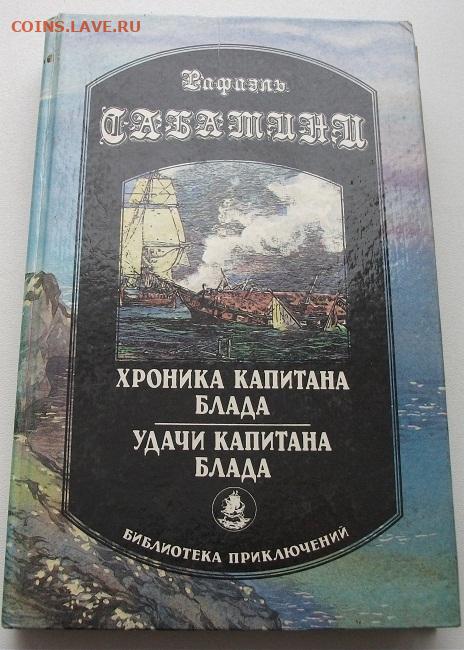 COINS.LAVE.RU
Рафаэль
САБАТИНИ
ХРОНИКА КАПИТАНА
БЛАДА
УДАЧИ КАПИТАНА
БЛАДА
БИБЛИОТЕКА ПРИКЛЮЧЕНИЙ